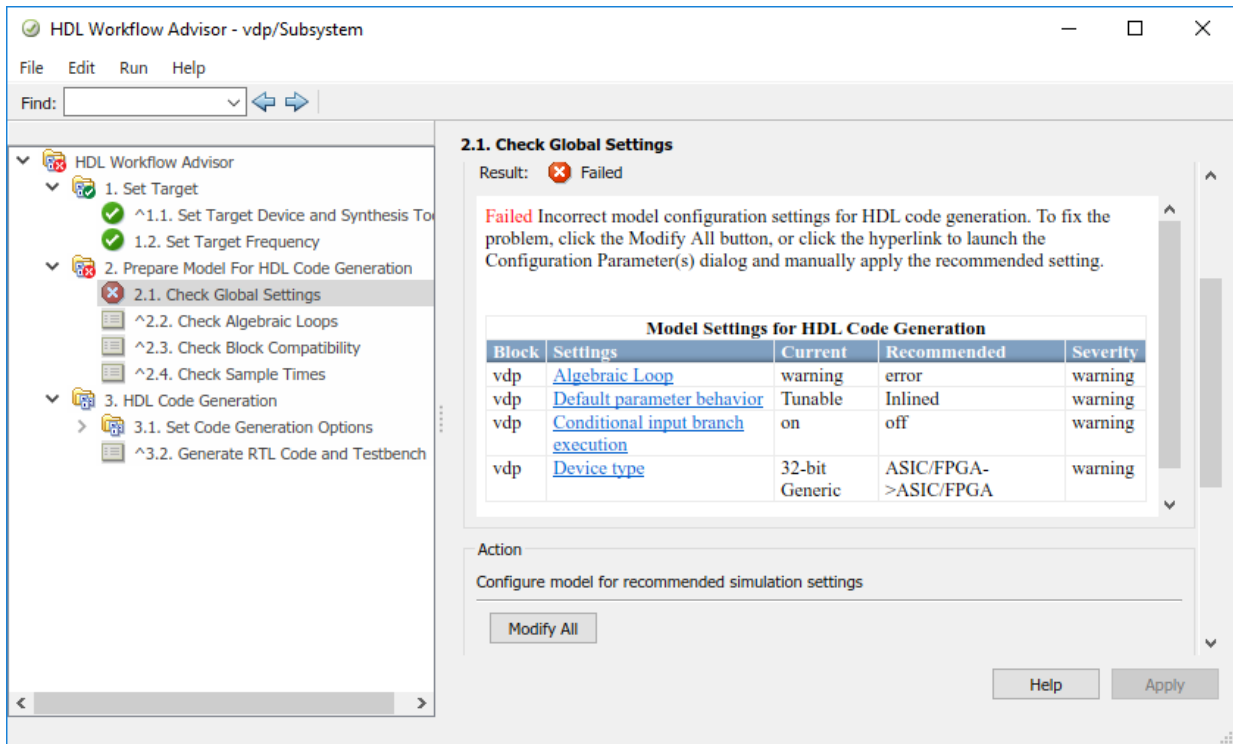 HDL Workflow Advisor - vdp/Subsystem
File Edit Run Help
Find:
HDL Workflow Advisor
1. Set Target
^1.1. Set Target Device and Synthesis To
1.2. Set Target Frequency
2. Prepare Model For HDL Code Generation
2.1. Check Global Settings
^2.2. Check Algebraic Loops
^2.3. Check Block Compatibility
^2.4. Check Sample Times
3. HDL Code Generation
3.1. Set Code Generation Options
^3.2. Generate RTL Code and Testbench
2.1. Check Global Settings
Result: Failed
Failed Incorrect model configuration settings for HDL code generation. To fix the
problem, click the Modify All button, or click the hyperlink to launch the
Configuration Parameter(s) dialog and manually apply the recommended setting.
Model Settings for HDL Code Generation
Block Settings Current Recommended Severity
vdp Algebraic Loop warning error warning
vdp Default parameter behavior Tunable Inlined warning
vdp Conditional input branch on off warning
execution
vdp Device type 32-bit ASIC/FPGA- warning
Generic >ASIC/FPGA
Action
Configure model for recommended simulation settings
Modify All
Help Apply